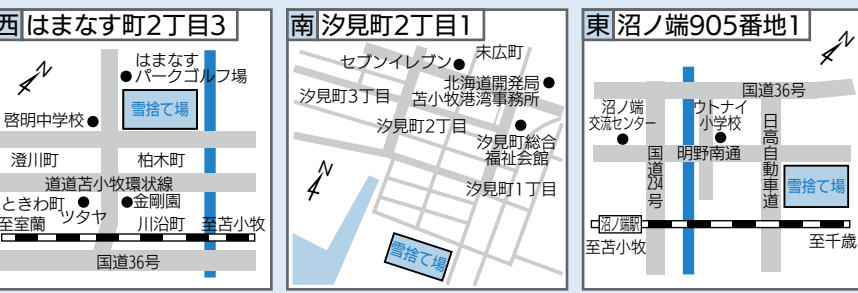 西 はまなす町2丁目3
はまなす
パークゴルフ場
雪捨て場
啓明中学校
澄川町
柏木町
道道苫小牧環状線
ときわ町
ツタヤ
金剛園
至室蘭
川沿町
至苫小牧
国道36号
南 汐見町2丁目1
セブンイレブン
末広町
北海道開発局
苫小牧港湾事務所
汐見町3丁目
汐見町2丁目
汐見町総合
福祉会館
汐見町1丁目
雪捨て場
東 沼ノ端905番地1
国道36号
沼ノ端
交流センター
ウトナイ
小学校
国道234号
明野南通
日高自動車道
雪捨て場
沼ノ端駅
至苫小牧
至千歳